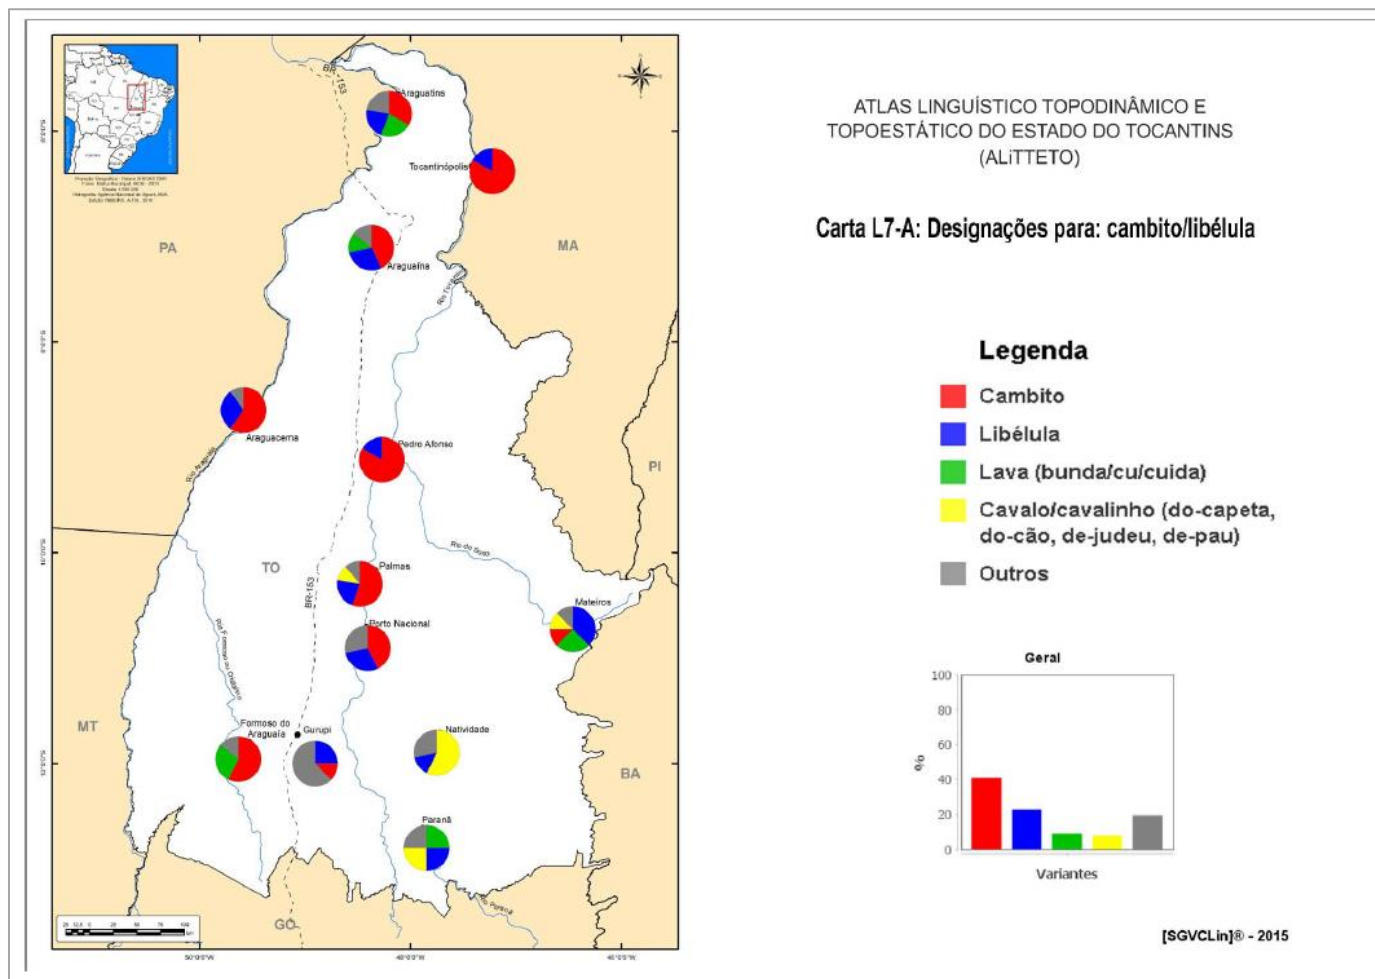 ATLAS LINGUÍSTICO TOPODINÂMICO E
TOPOESTÁTICO DO ESTADO DO TOCANTINS
(ALiTTETO)
Carta L7-A: Designações para: cambito/libélula
Legenda
Cambito
Libélula
Lava (bunda/cu/cuida)
Cavalo/cavalinho (do-capeta,
do-cão, de-judeu, de-pau)
Outros
Geral
100
80
60
40
20
0
%
Variantes
[SGVCLin]® - 2015
BR-153
Araguatins
Tocantinópolis
PA
MA
Araguaína
Araguacema
Rio Araguaia
Pedro Afonso
PI
Rio do Sono
TO
BR-153
Palmas
Mateiros
Porto Nacional
MT
Formoso do
Araguaia
Gurupi
Natividade
BA
Paranã
GO